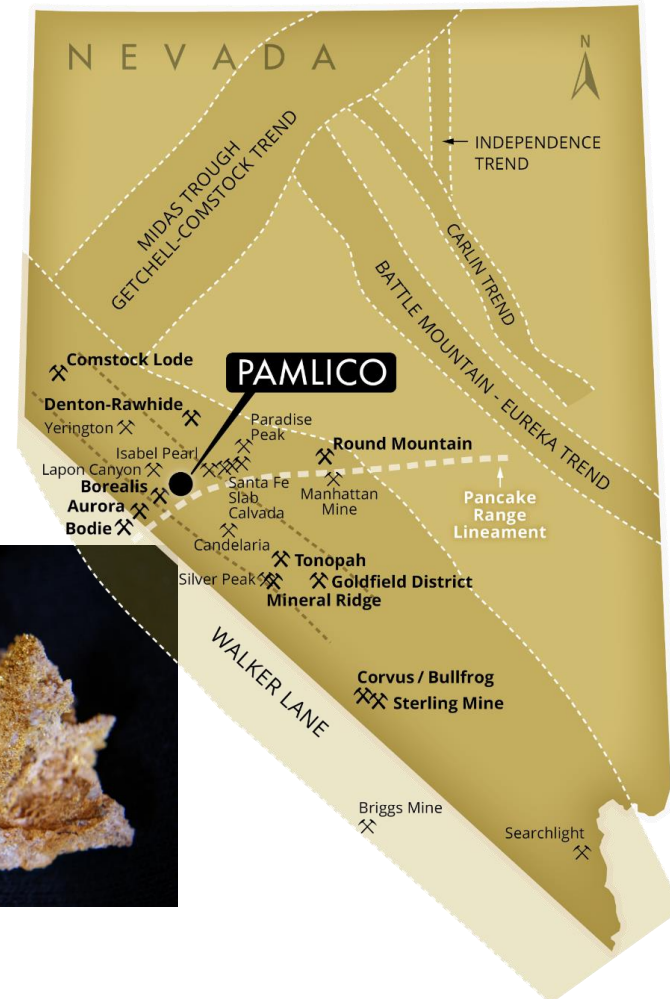 NEVADA
N
INDEPENDENCE
TREND
MIDAS TROUGH
GETCHELL-COMSTOCK TREND
CARLIN TREND
BATTLE MOUNTAIN - EUREKA TREND
Comstock Lode
PAMLICO
Denton-Rawhide
Yerington
Paradise
Peak
Round Mountain
Isabel Pearl
Lapon Canyon
Borealis
Aurora
Bodie
Santa Fe
Slab
Calvada
Manhattan
Mine
Pancake
Range
Lineament
Candelaria
Tonopah
Silver Peak
Goldfield District
Mineral Ridge
WALKER LANE
Corvus / Bullfrog
Sterling Mine
Briggs Mine
Searchlight